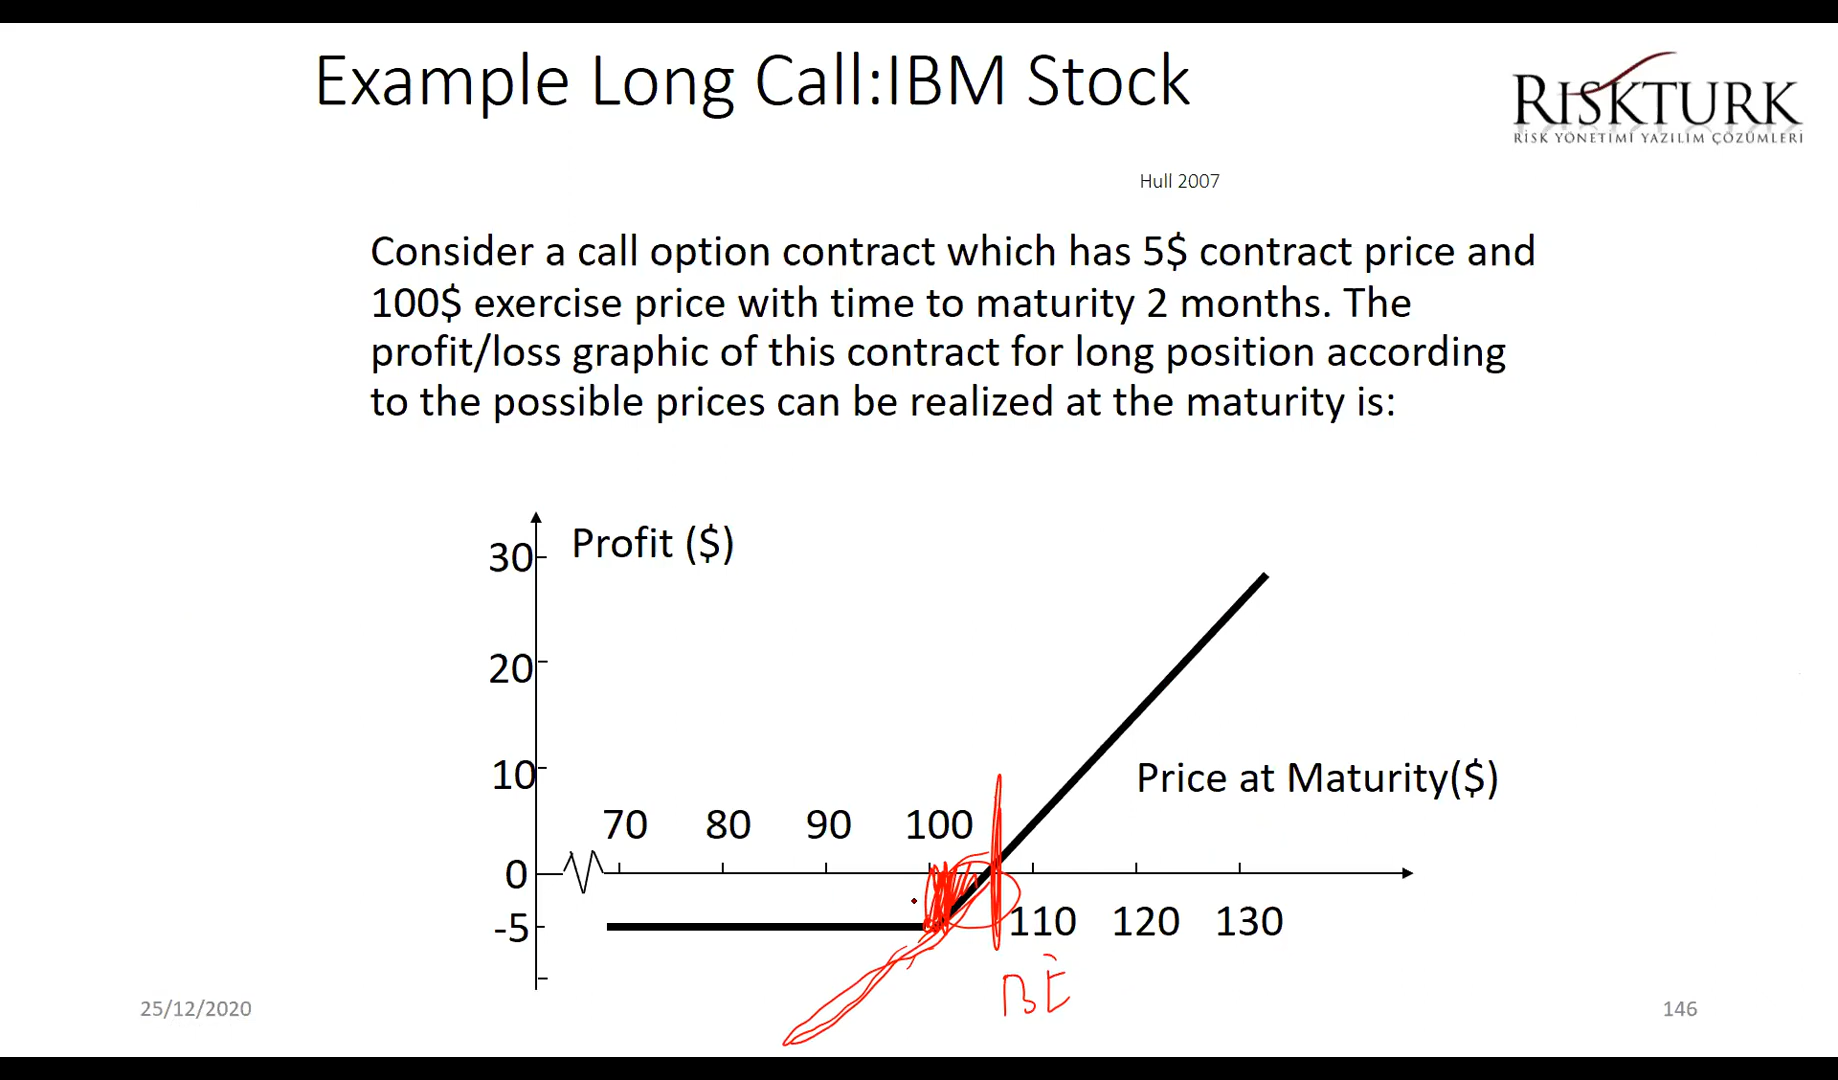 Example Long Call:IBM Stock
RISKTURK
RİSK YÖNETİMİ YAZILIM ÇÖZÜMLERİ
Hull 2007
Consider a call option contract which has 5$ contract price and
100$ exercise price with time to maturity 2 months. The
profit/loss graphic of this contract for long position according
to the possible prices can be realized at the maturity is:
30
Profit ($)
20
10
Price at Maturity($)
70 80 90 100
0
-5
110 120 130
BE
25/12/2020
146